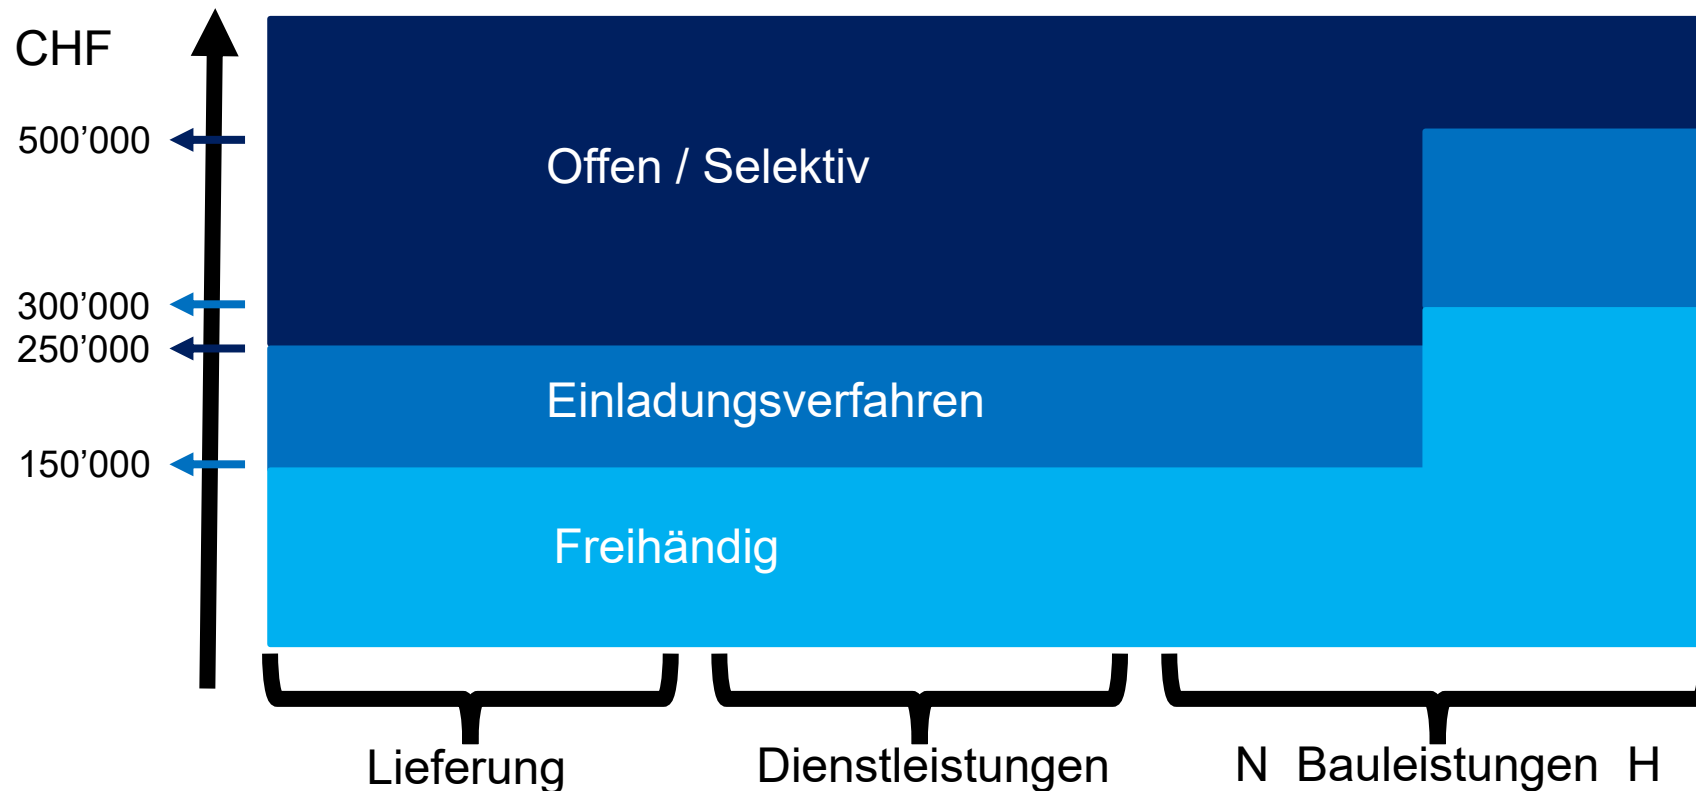 CHF
500’000
Offen / Selektiv
300’000
250’000
Einladungsverfahren
150’000
Freihändig
Lieferung
Dienstleistungen
N Bauleistungen H